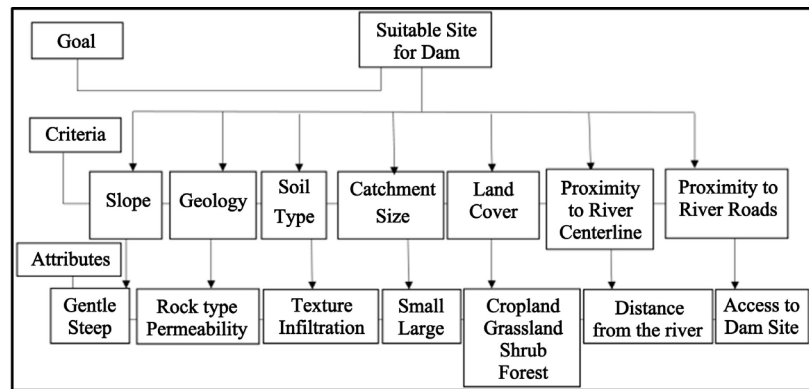 Goal
Suitable Site
for Dam
Criteria
Slope
Geology
Soil
Type
Catchment
Size
Land
Cover
Proximity
to River
Centerline
Proximity to
River Roads
Attributes
Gentle
Steep
Rock type
Permeability
Texture
Infiltration
Small
Large
Cropland
Grassland
Shrub
Forest
Distance
from the river
Access to
Dam Site